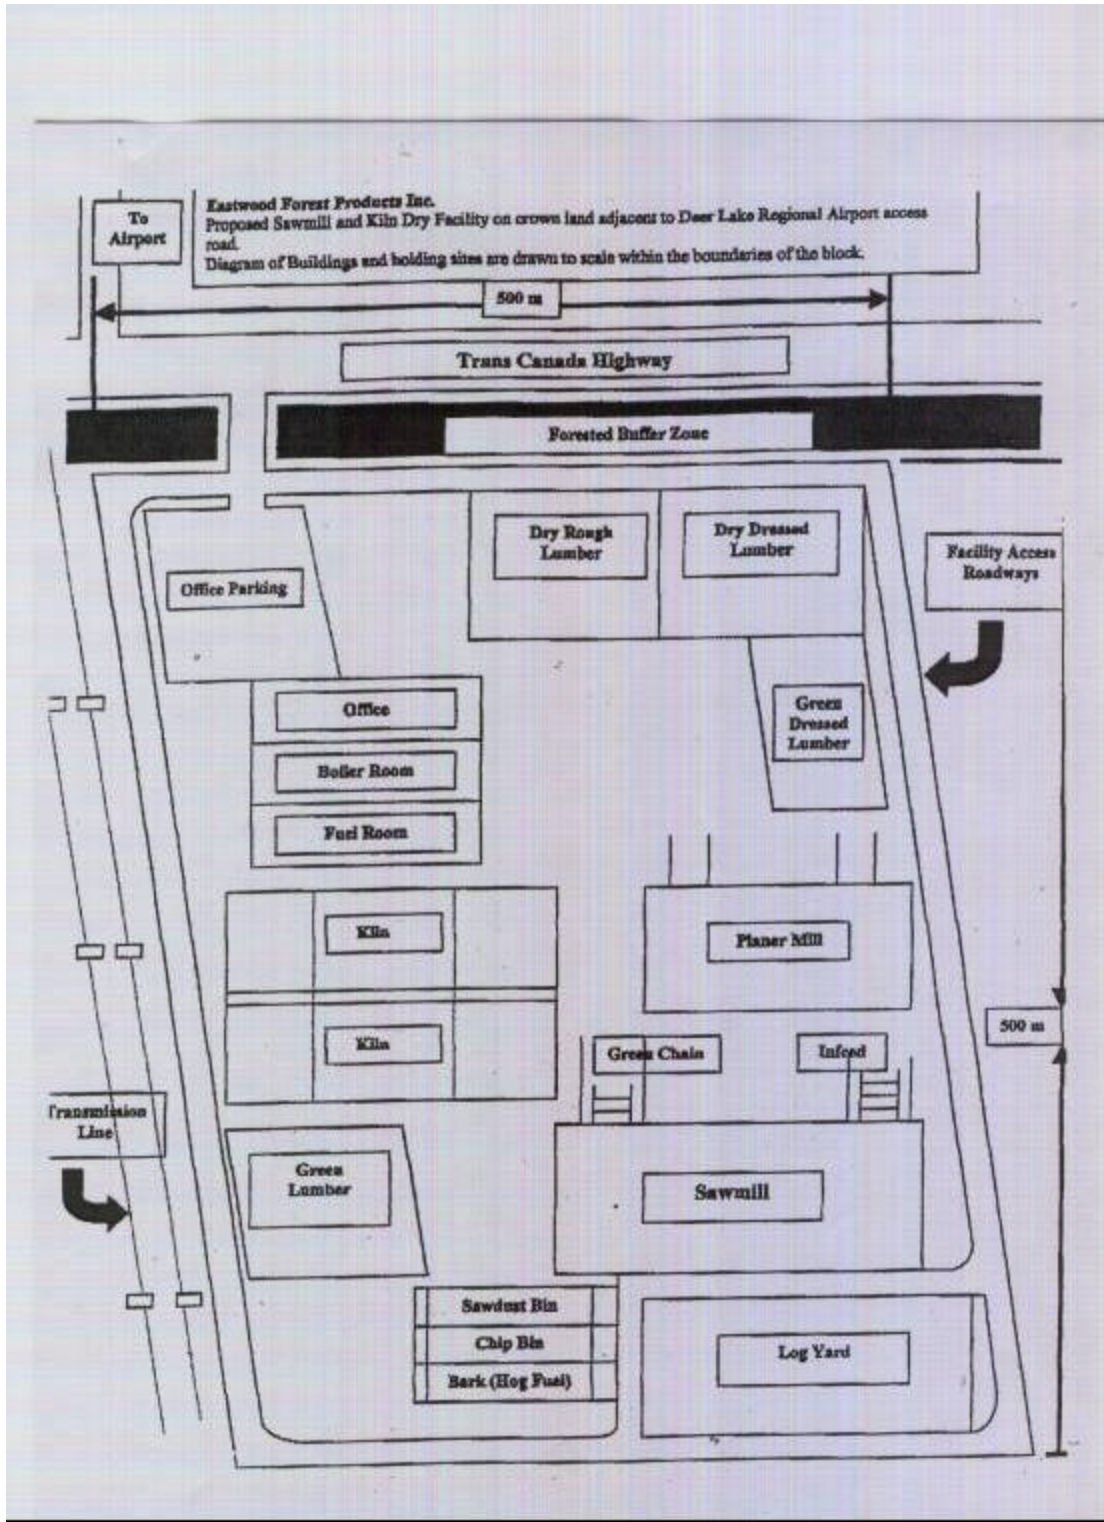 To
Airport
Eastwood Forest Products Inc.
Proposed Sawmill and Kiln Dry Facility on crown land adjacent to Deer Lake Regional Airport access
road.
Diagram of Buildings and holding sites are drawn to scale within the boundaries of the block.
500 m
Trans Canada Highway
Forested Buffer Zone
Dry Rough
Lumber
Dry Dressed
Lumber
Facility Access
Roadways
Office Parking
Office
Green
Dressed
Lumber
Boiler Room
Fuel Room
Kiln
Planer Mill
Kiln
Green Chain
Infeed
500 m
Transmission
Line
Green
Lumber
Sawmill
Sawdust Bin
Chip Bin
Bark (Hog Fuel)
Log Yard